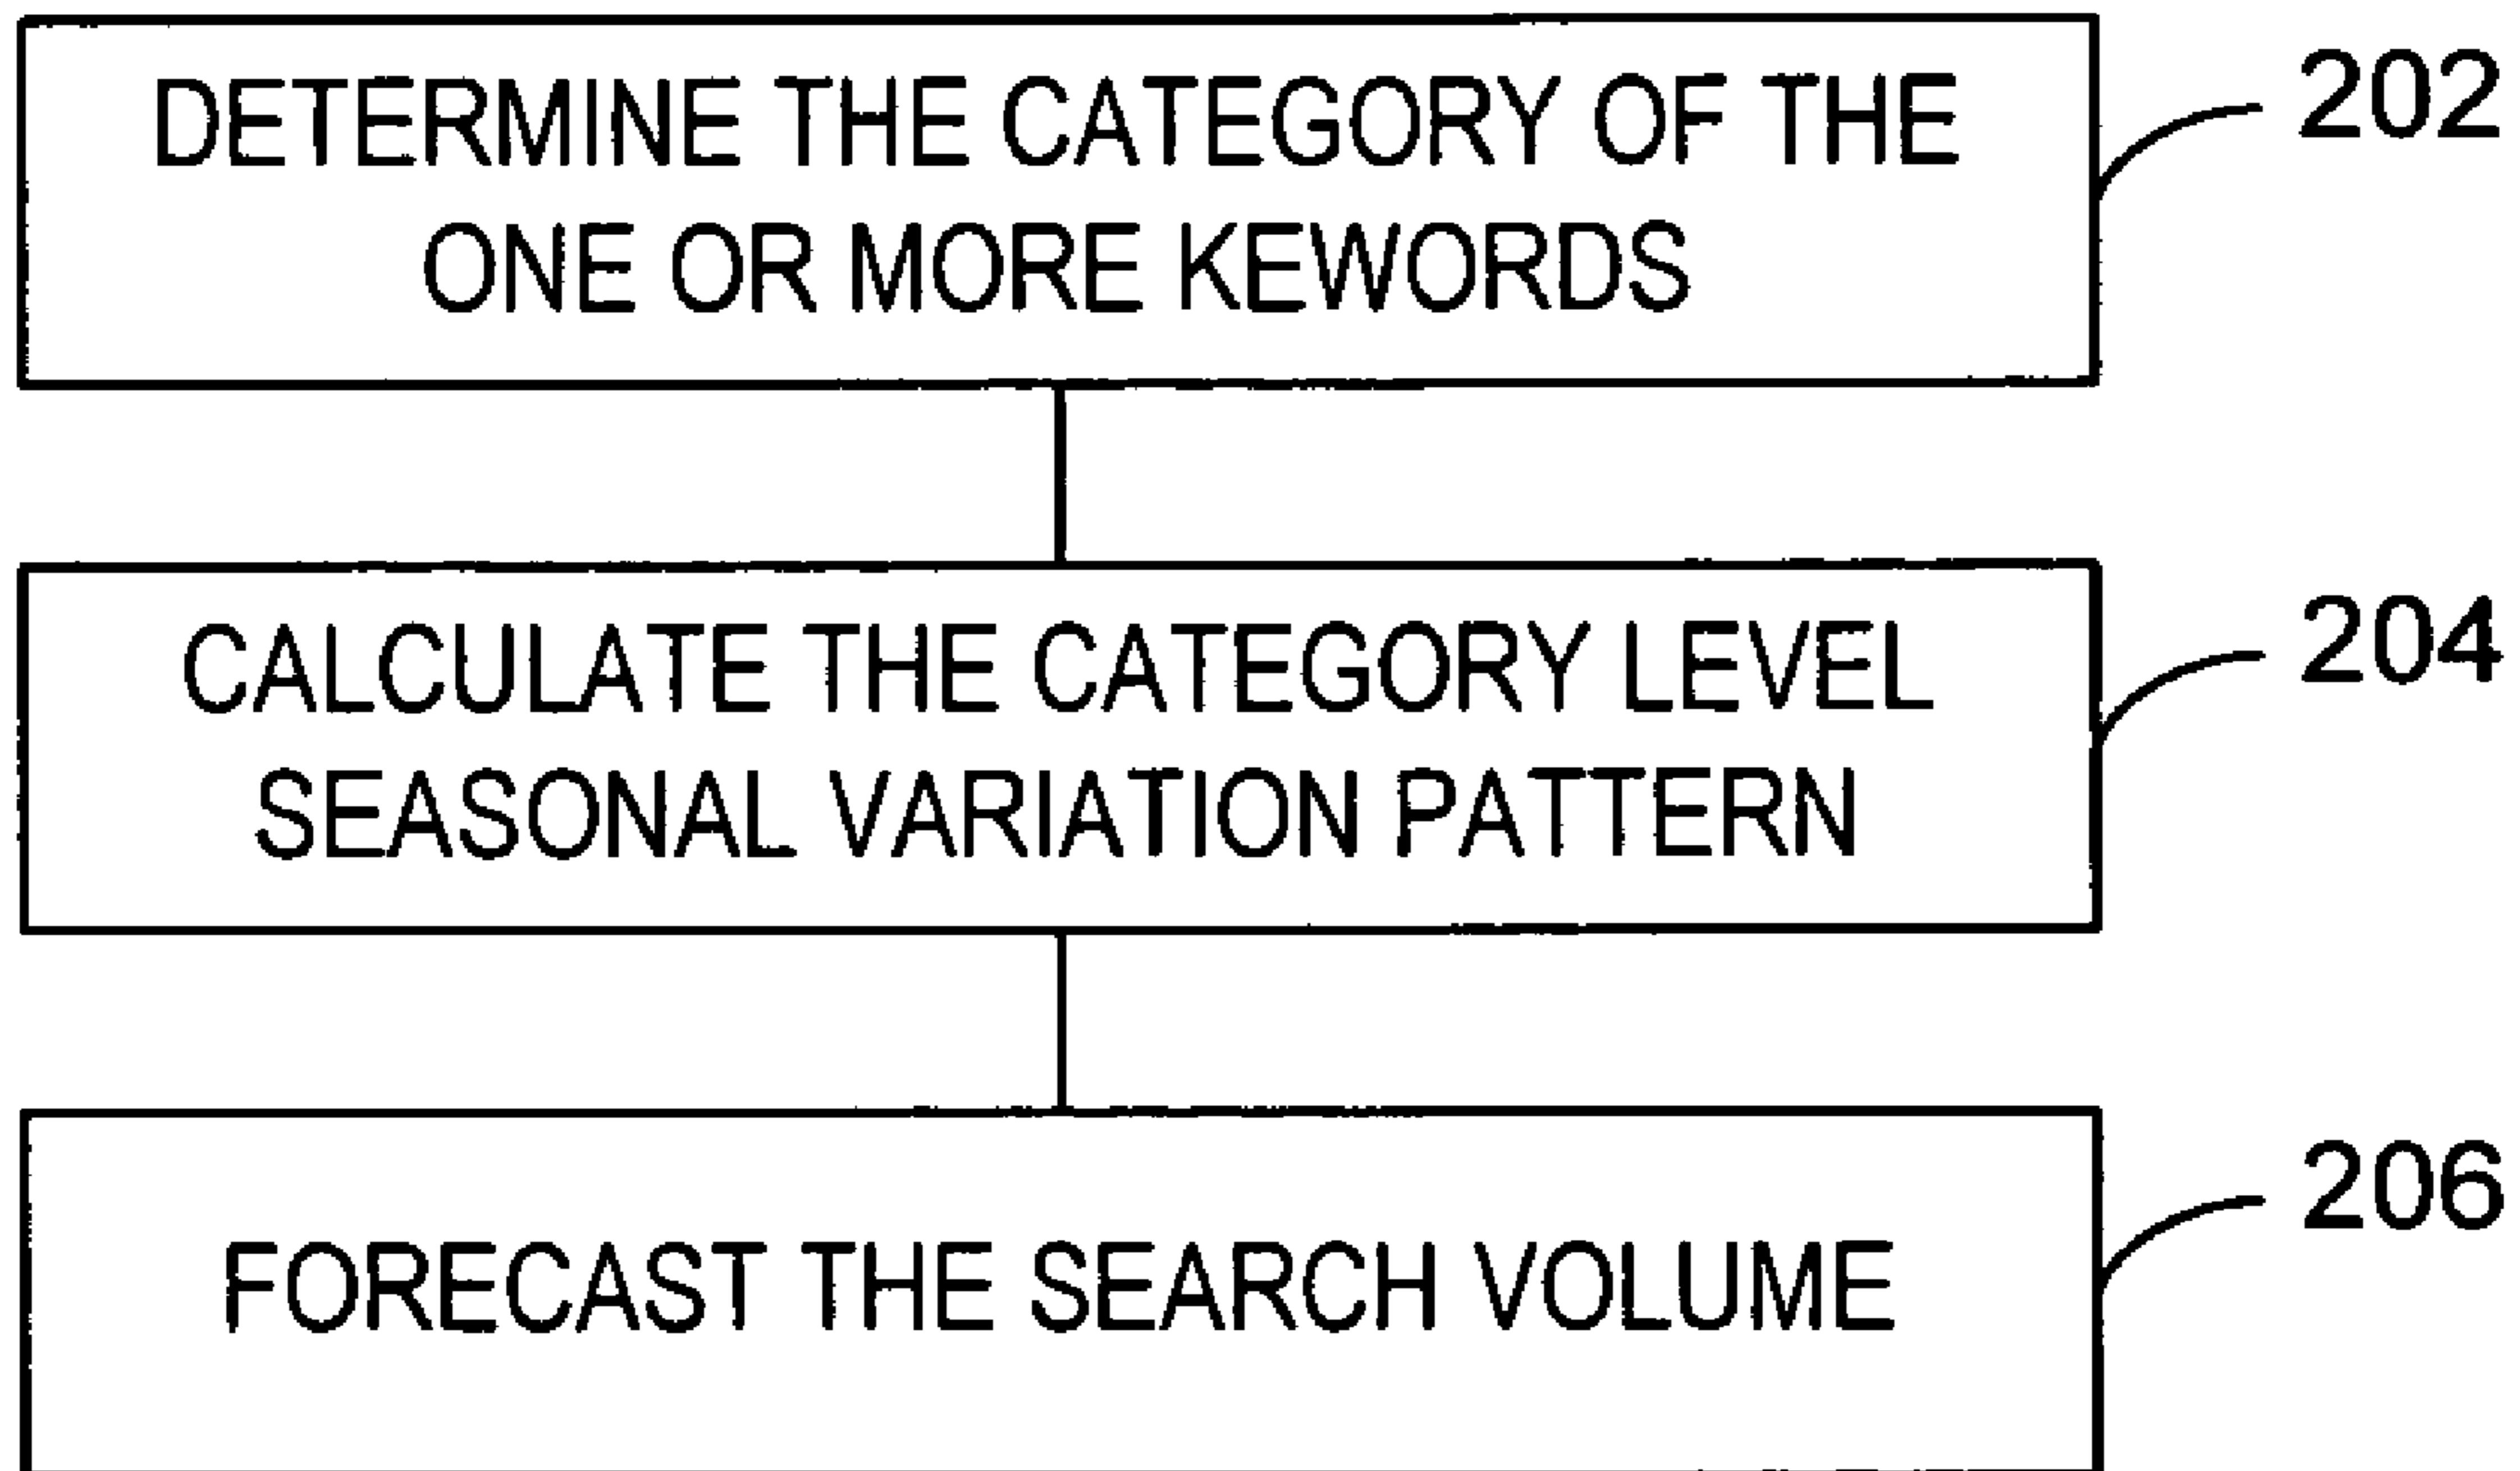 DETERMINE THE CATEGORY OF THE
ONE OR MORE KEWORDS
202
CALCULATE THE CATEGORY LEVEL
SEASONAL VARIATION PATTERN
204
FORECAST THE SEARCH VOLUME
206